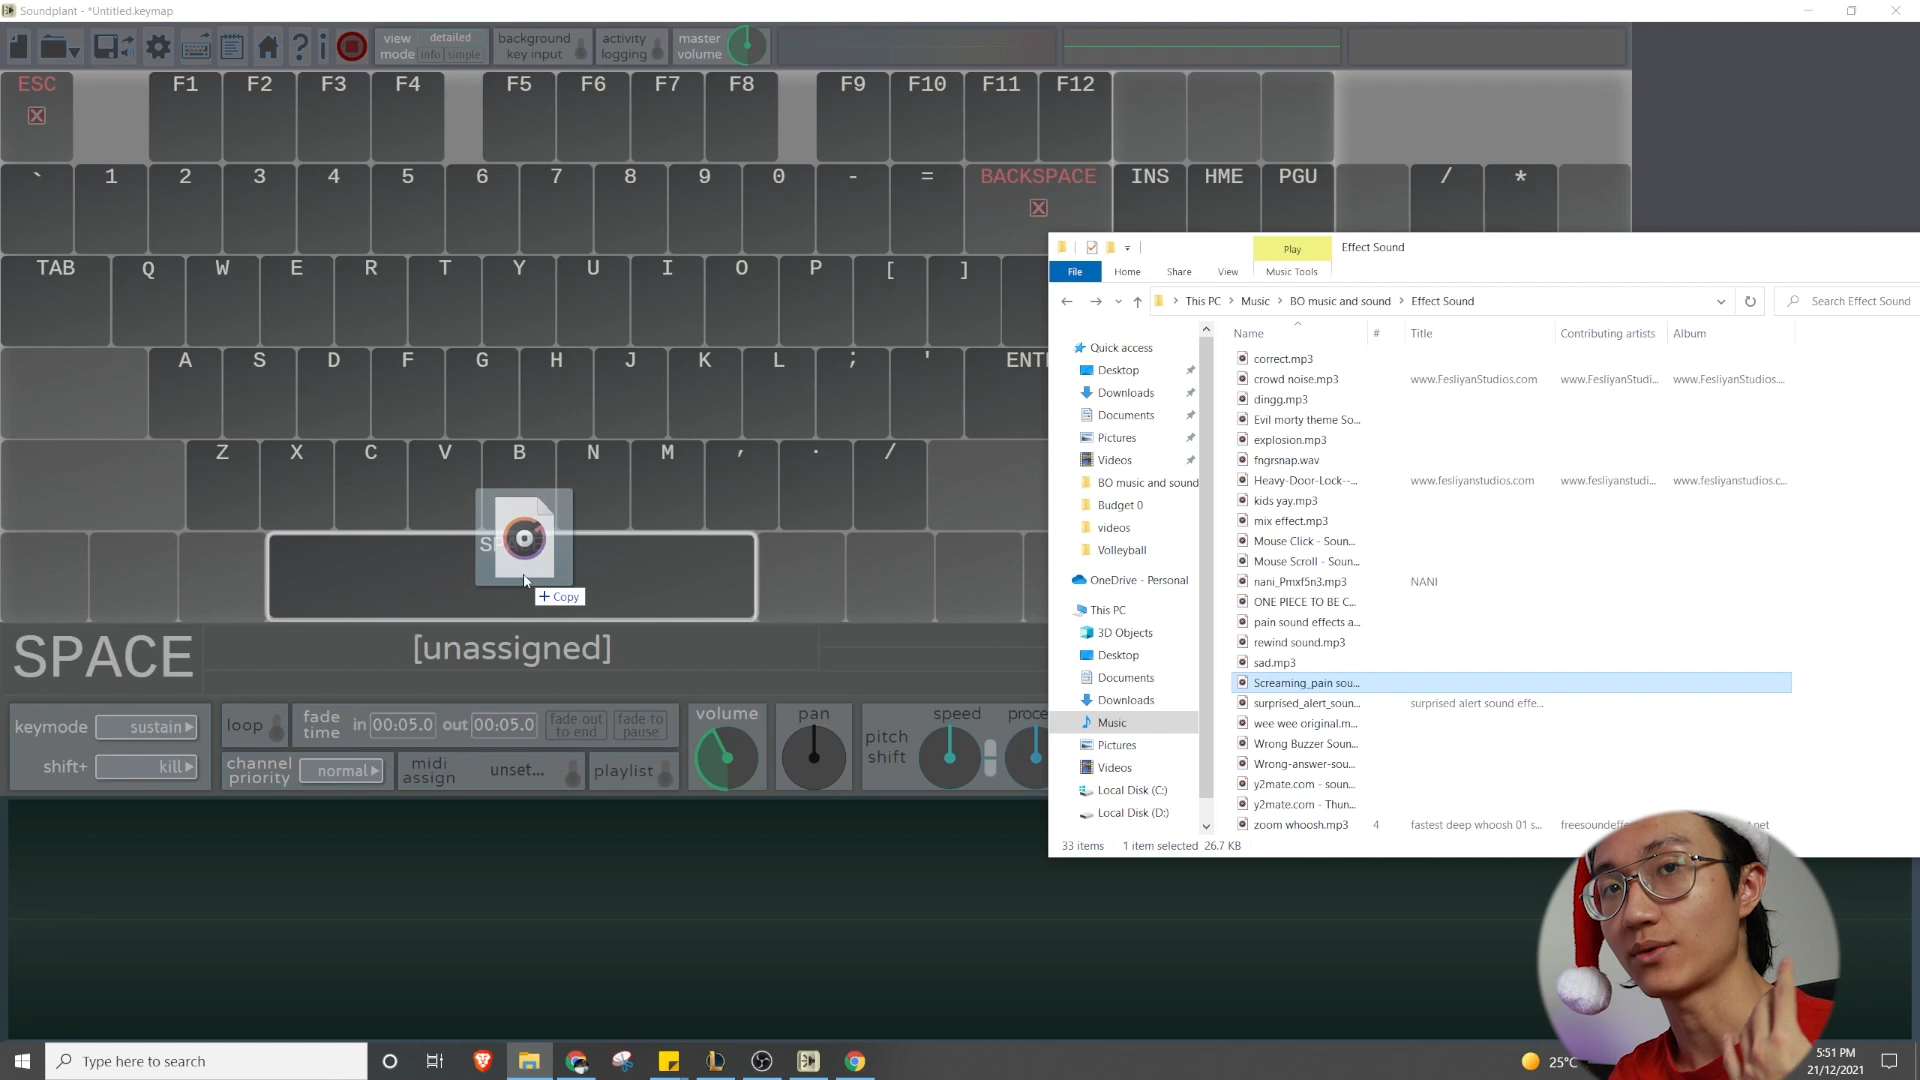 Soundplant - *Untitled.keymap
view mode detailed info simple
background key input
activity logging
master volume
ESC F1 F2 F3 F4 F5 F6 F7 F8 F9 F10 F11 F12
` 1 2 3 4 5 6 7 8 9 0 - = BACKSPACE INS HME PGU / *
TAB Q W E R T Y U I O P [ ]
A S D F G H J K L ; ' ENT
Z X C V B N M , . /
SP
+ Copy
SPACE
[unassigned]
keymode sustain
shift+ kill
loop
fade time in 00:05.0 out 00:05.0
fade out to end
fade to pause
channel priority normal
midi assign unset...
playlist
volume
pan
pitch shift
speed
proce
Play
Effect Sound
File Home Share View Music Tools
This PC > Music > BO music and sound > Effect Sound
Search Effect Sound
Quick access
Desktop
Downloads
Documents
Pictures
Videos
BO music and sound
Budget 0
videos
Volleyball
OneDrive - Personal
This PC
3D Objects
Desktop
Documents
Downloads
Music
Pictures
Videos
Local Disk (C:)
Local Disk (D:)
Name # Title Contributing artists Album
correct.mp3
crowd noise.mp3 www.FesliyanStudios.com www.FesliyanStudi... www.FesliyanStudios....
dingg.mp3
Evil morty theme So...
explosion.mp3
fngrsnap.wav
Heavy-Door-Lock--... www.fesliyanstudios.com www.fesliyanstudi... www.fesliyanstudios.c...
kids yay.mp3
mix effect.mp3
Mouse Click - Soun...
Mouse Scroll - Soun...
nani_Pmxf5n3.mp3 NANI
ONE PIECE TO BE C...
pain sound effects a...
rewind sound.mp3
sad.mp3
Screaming_pain sou...
surprised_alert_soun... surprised alert sound effe...
wee wee original.m...
Wrong Buzzer Soun...
Wrong-answer-sou...
y2mate.com - soun...
y2mate.com - Thun...
zoom whoosh.mp3 4 fastest deep whoosh 01 s... freesoundeffe
33 items 1 item selected 26.7 KB
Type here to search
25°C
5:51 PM
21/12/2021